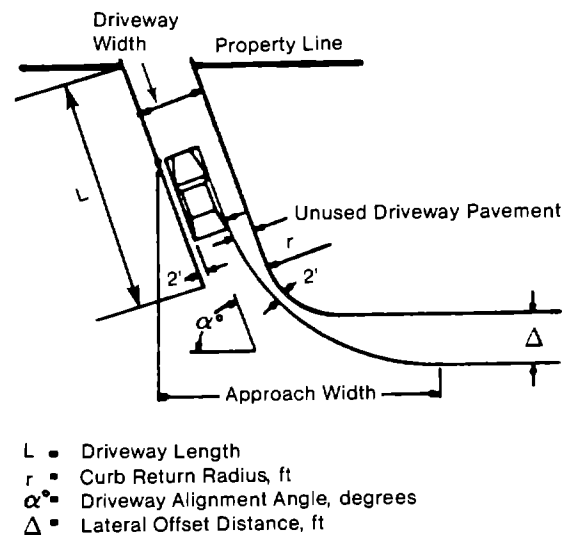 Driveway
Width
Property Line
L
Unused Driveway Pavement
r
2'
2'
α°
Δ
Approach Width
L = Driveway Length
r = Curb Return Radius, ft
α° = Driveway Alignment Angle, degrees
Δ = Lateral Offset Distance, ft